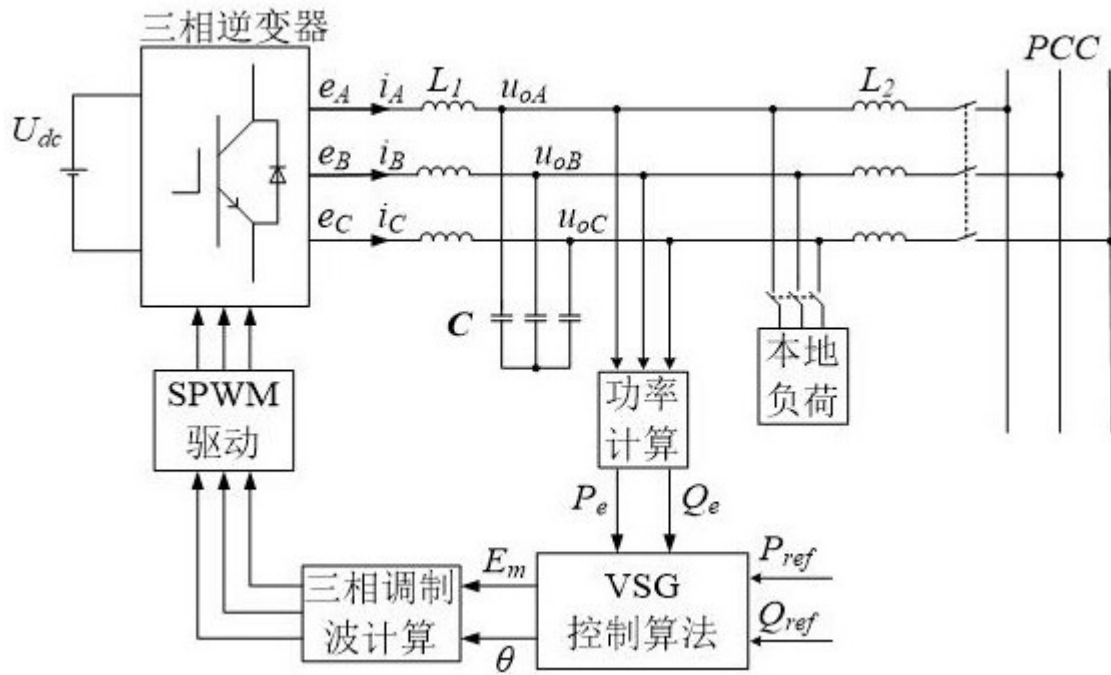 三相逆变器
PCC
e_A i_A L_1 u_oA L_2
U_dc
e_B i_B u_oB
e_C i_C u_oC
C
本地
负荷
SPWM
驱动
功率
计算
P_e Q_e
E_m
P_ref
VSG
控制算法
三相调制
波计算
Q_ref
θ